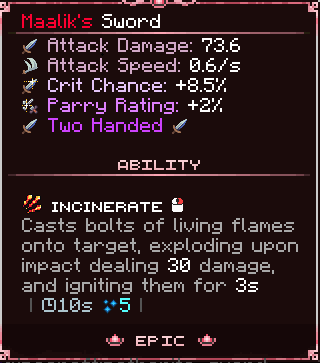 Maalik's Sword
Attack Damage: 73.6
Attack Speed: 0.6/s
Crit Chance: +8.5%
Parry Rating: +2%
Two Handed
ABILITY
INCINERATE
Casts bolts of living flames
onto target, exploding upon
impact dealing 30 damage,
and igniting them for 3s
| 10s 5 |
EPIC